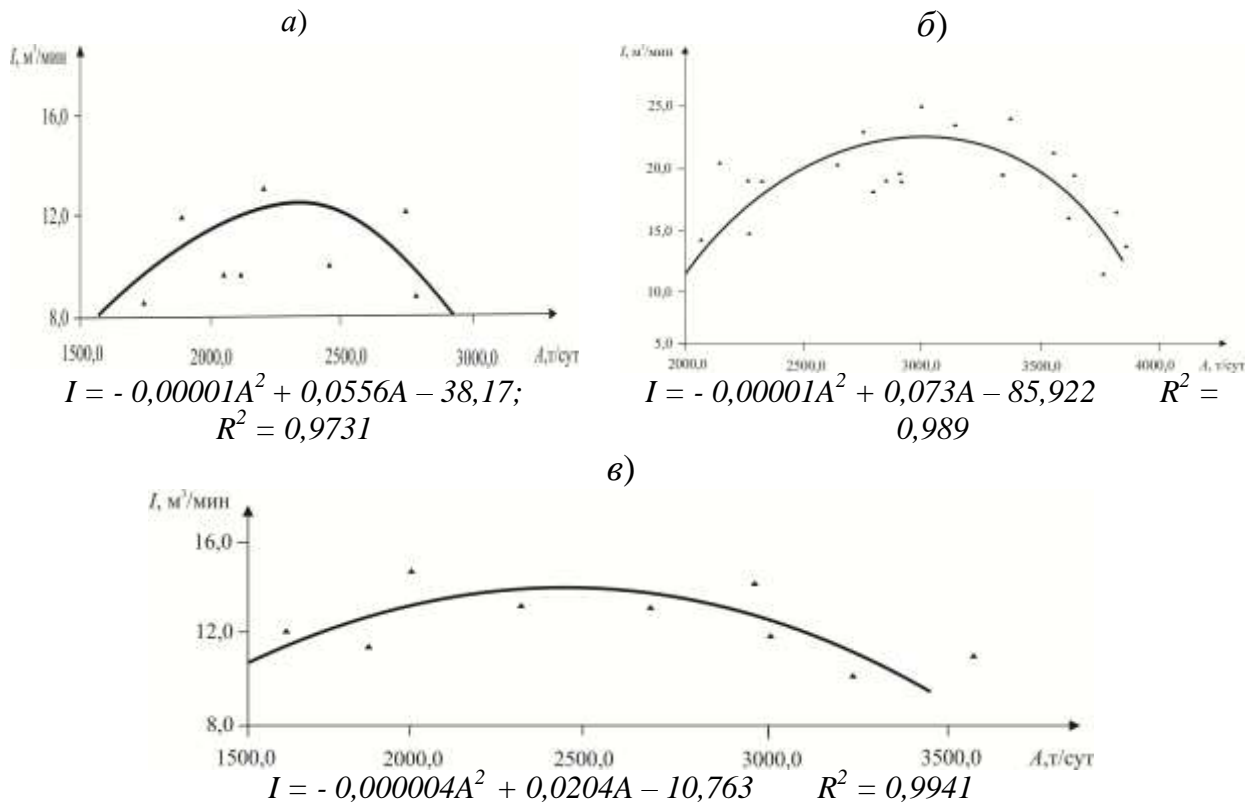 а)
I, м³/мин
16,0
12,0
8,0
1500,0 2000,0 2500,0 3000,0 A,т/сут
I = - 0,00001A² + 0,0556A – 38,17;
R² = 0,9731
б)
I, м³/мин
25,0
20,0
15,0
10,0
5,0
2000,0 2500,0 3000,0 3500,0 4000,0 A, т/сут
I = - 0,00001A² + 0,073A – 85,922 R² =
0,989
в)
I, м³/мин
16,0
12,0
8,0
1500,0 2000,0 2500,0 3000,0 3500,0 A,т/сут
I = - 0,000004A² + 0,0204A – 10,763 R² = 0,9941